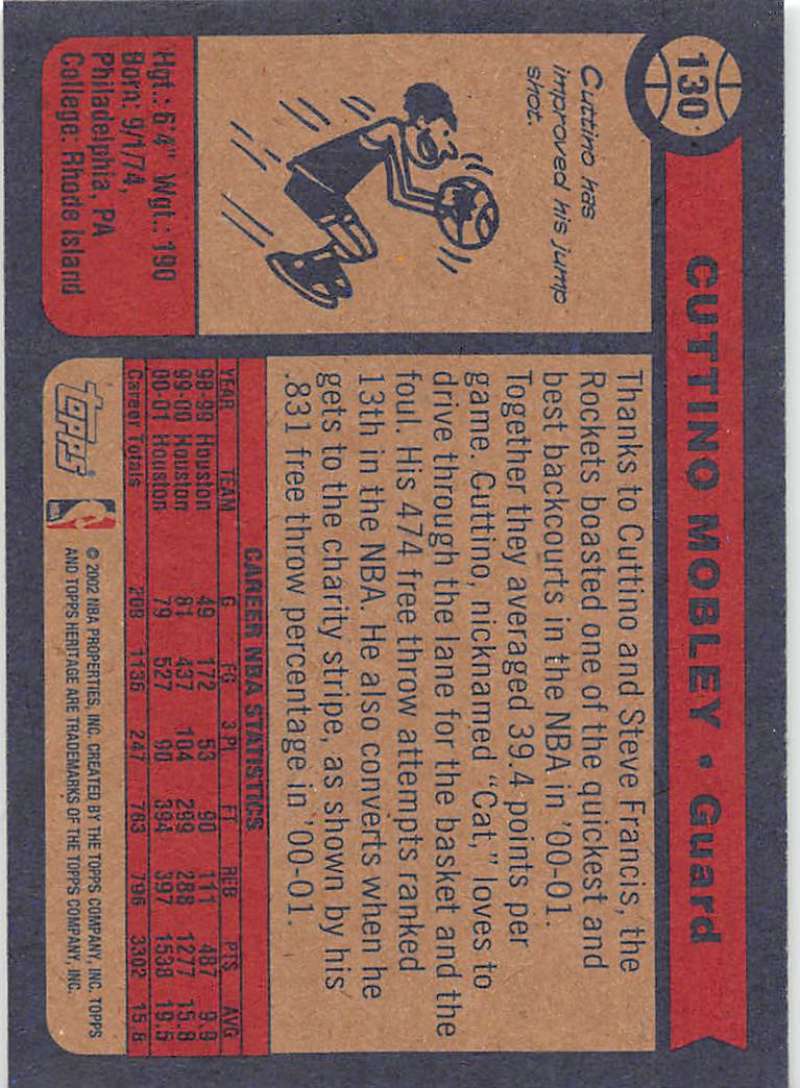 130
CUTTINO MOBLEY • Guard
Cuttino has
improved his jump
shot.
Hgt.: 6'4" Wgt.: 190
Born: 9/1/74,
Philadelphia, PA
College: Rhode Island
Thanks to Cuttino and Steve Francis, the
Rockets boasted one of the quickest and
best backcourts in the NBA in '00-01.
Together they averaged 39.4 points per
game. Cuttino, nicknamed "Cat," loves to
drive through the lane for the basket and the
foul. His 474 free throw attempts ranked
13th in the NBA. He also converts when he
gets to the charity stripe, as shown by his
.831 free throw percentage in '00-01.
CAREER NBA STATISTICS
YEAR TEAM G FG 3 Pt FT REB PTS AVG
98-99 Houston 49 172 53 90 111 487 9.9
99-00 Houston 81 437 104 299 288 1277 15.8
00-01 Houston 79 527 90 394 397 1538 19.5
Career Totals 209 1136 247 783 796 3302 15.8
TOPPS
NBA
© 2002 NBA PROPERTIES, INC. CREATED BY THE TOPPS COMPANY, INC. TOPPS
AND TOPPS HERITAGE ARE TRADEMARKS OF THE TOPPS COMPANY, INC.